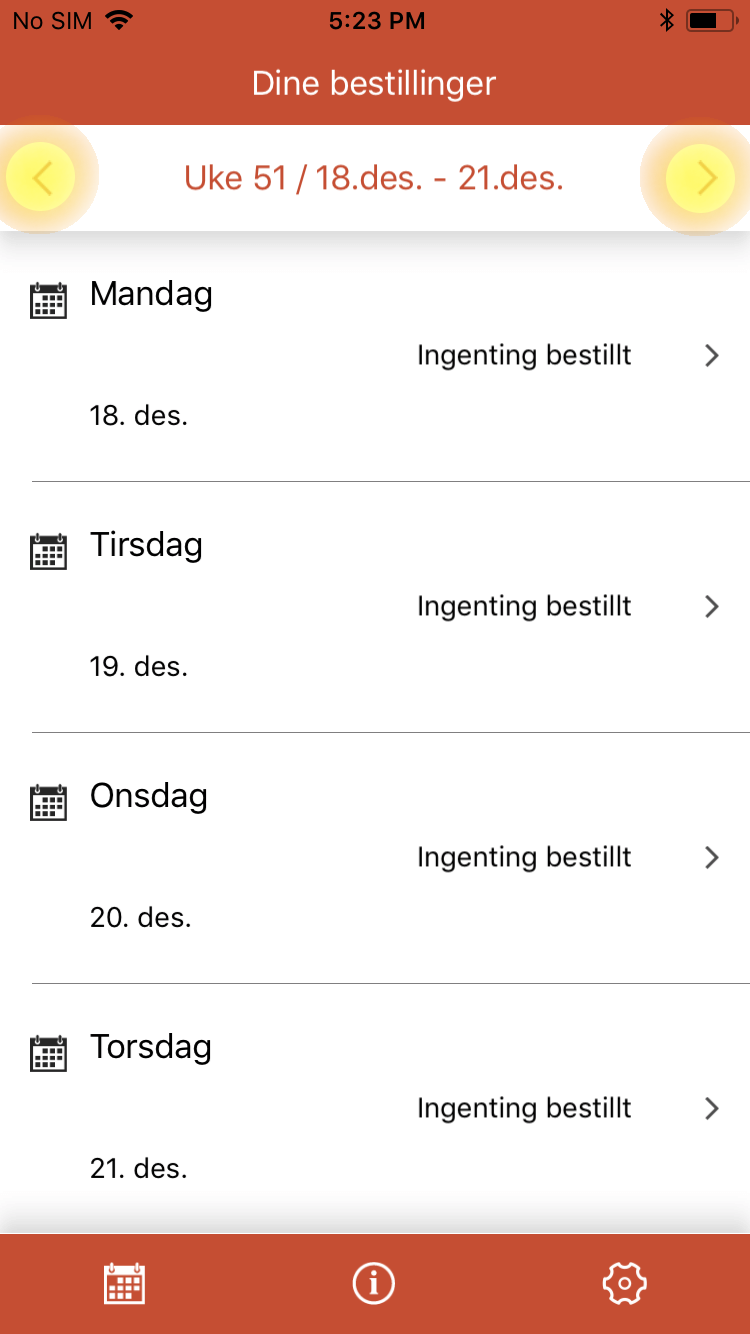 No SIM 5:23 PM
Dine bestillinger
Uke 51 / 18.des. - 21.des.
Mandag
Ingenting bestillt
18. des.
Tirsdag
Ingenting bestillt
19. des.
Onsdag
Ingenting bestillt
20. des.
Torsdag
Ingenting bestillt
21. des.